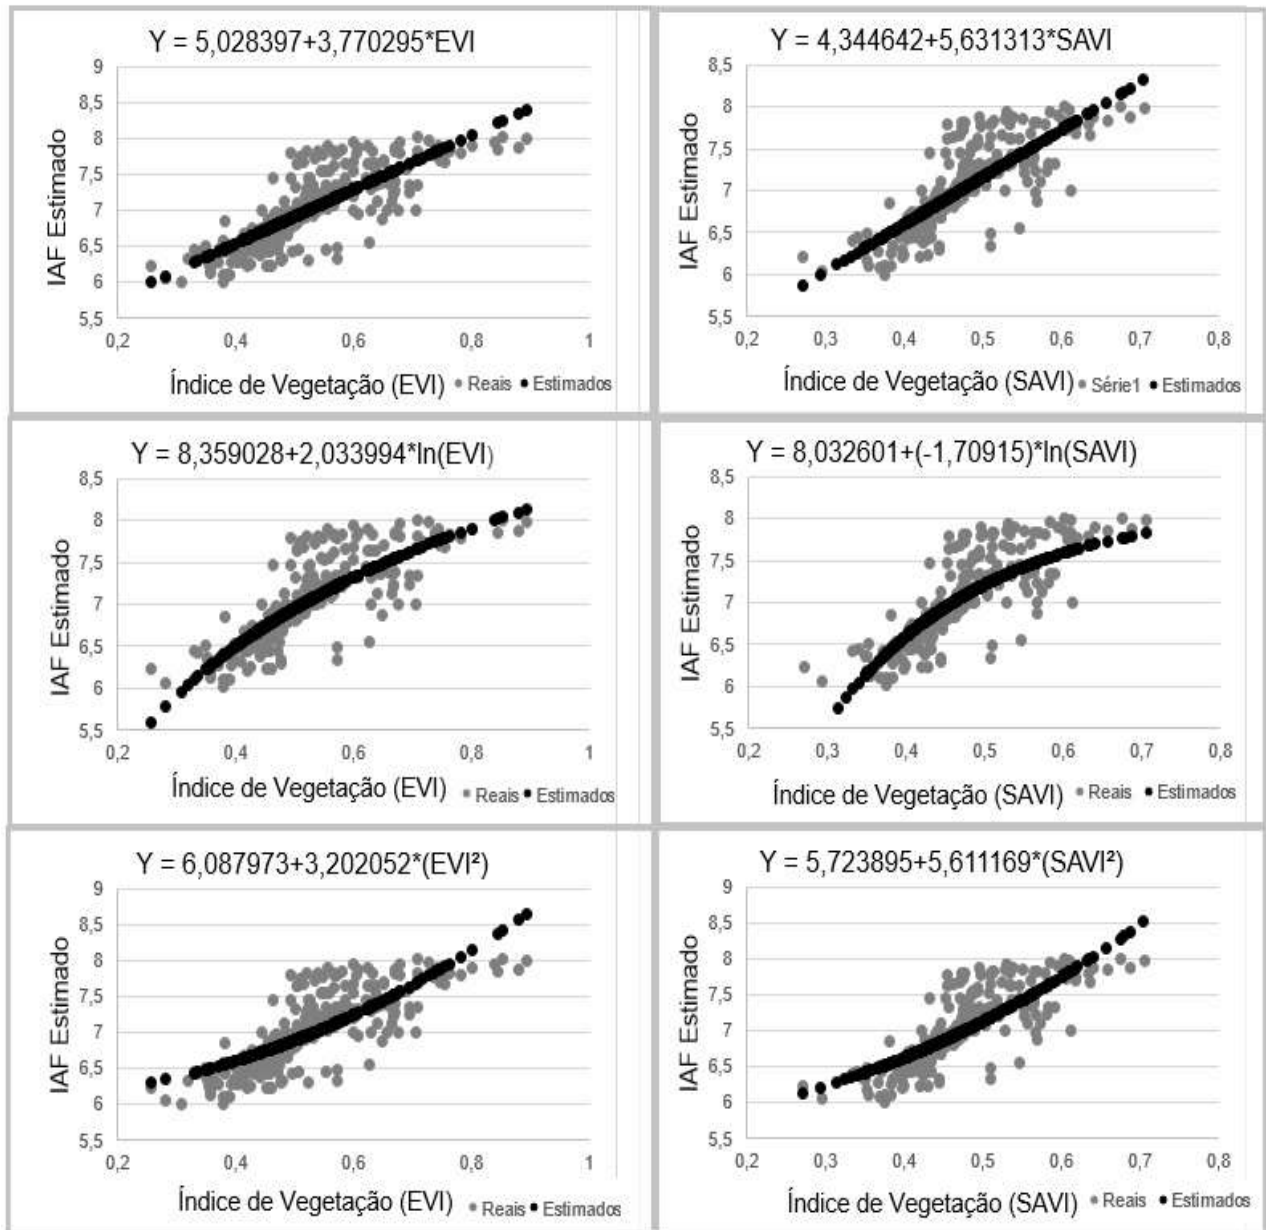 Y = 5,028397+3,770295*EVI
IAF Estimado
9
8,5
8
7,5
7
6,5
6
5,5
0,2 0,4 0,6 0,8 1
Índice de Vegetação (EVI) Reais Estimados
Y = 4,344642+5,631313*SAVI
IAF Estimado
8,5
8
7,5
7
6,5
6
5,5
0,2 0,3 0,4 0,5 0,6 0,7 0,8
Índice de Vegetação (SAVI) Série1 Estimados
Y = 8,359028+2,033994*ln(EVI)
IAF Estimado
8,5
8
7,5
7
6,5
6
5,5
0,2 0,4 0,6 0,8 1
Índice de Vegetação (EVI) Reais Estimados
Y = 8,032601+(-1,70915)*ln(SAVI)
IAF Estimado
8,5
8
7,5
7
6,5
6
5,5
0,2 0,3 0,4 0,5 0,6 0,7 0,8
Índice de Vegetação (SAVI) Reais Estimados
Y = 6,087973+3,202052*(EVI²)
IAF Estimado
9
8,5
8
7,5
7
6,5
6
5,5
0,2 0,4 0,6 0,8 1
Índice de Vegetação (EVI) Reais Estimados
Y = 5,723895+5,611169*(SAVI²)
IAF Estimado
9
8,5
8
7,5
7
6,5
6
5,5
0,2 0,3 0,4 0,5 0,6 0,7 0,8
Índice de Vegetação (SAVI) Reais Estimados